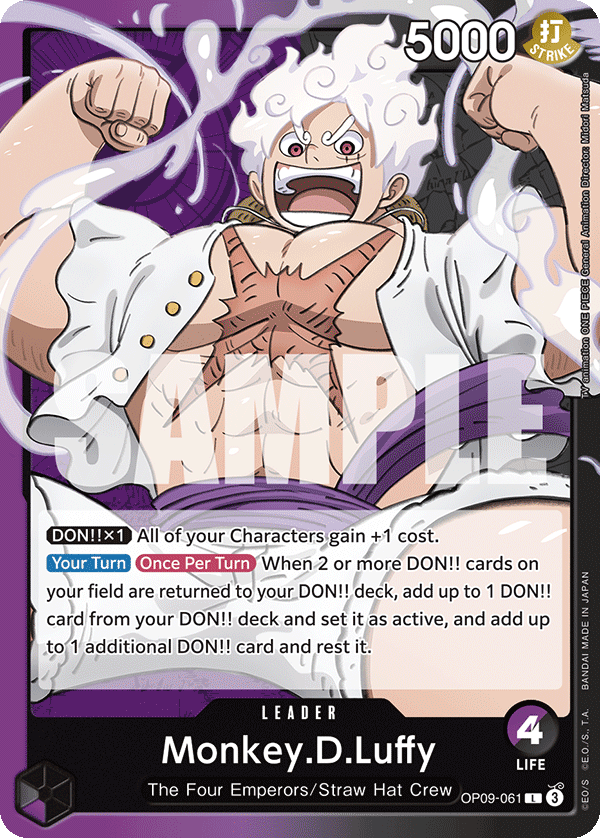 5000
打
STRIKE
TV animation ONE PIECE General Animation Director: Midori Matsuda
SAMPLE
DON!!×1 All of your Characters gain +1 cost.
Your Turn Once Per Turn When 2 or more DON!! cards on
your field are returned to your DON!! deck, add up to 1 DON!!
card from your DON!! deck and set it as active, and add up
to 1 additional DON!! card and rest it.
LEADER
Monkey.D.Luffy
The Four Emperors/Straw Hat Crew
4
LIFE
OP09-061 L 3
©EO/S ©E.O./S., T.A. BANDAI MADE IN JAPAN